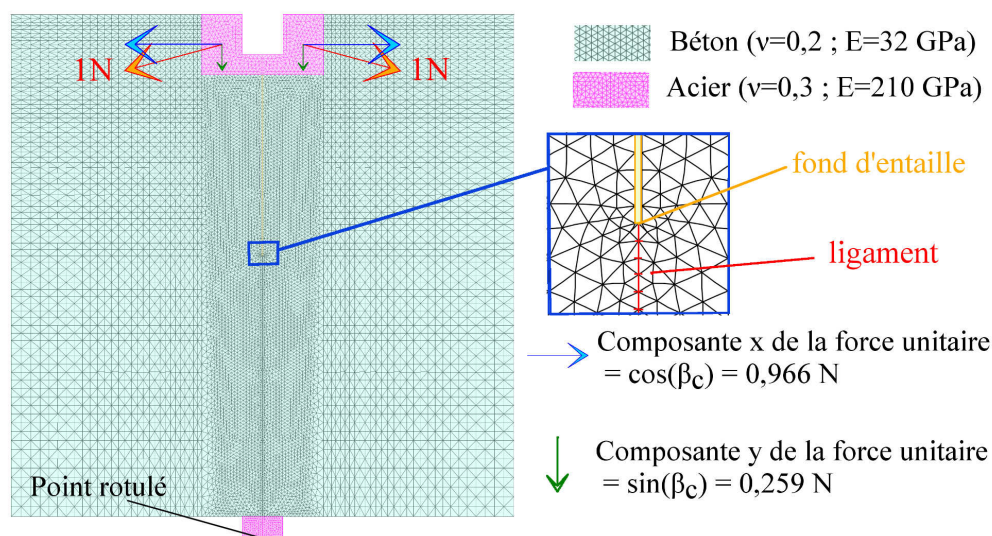 1N
1N
Béton (ν=0,2 ; E=32 GPa)
Acier (ν=0,3 ; E=210 GPa)
fond d'entaille
ligament
Composante x de la force unitaire
= cos(βc) = 0,966 N
Composante y de la force unitaire
= sin(βc) = 0,259 N
Point rotulé